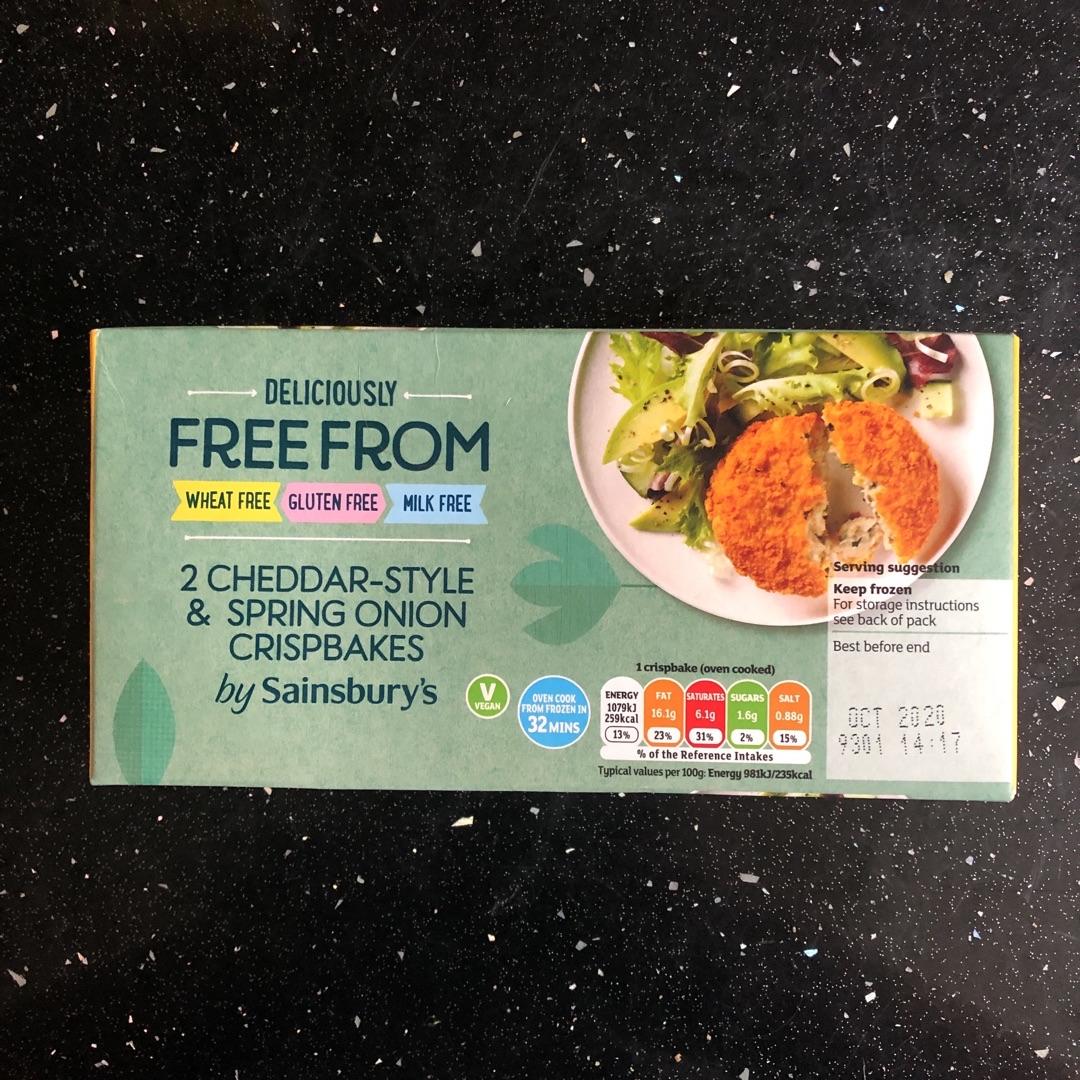 DELICIOUSLY
FREE FROM
WHEAT FREE GLUTEN FREE MILK FREE
2 CHEDDAR-STYLE
& SPRING ONION
CRISPBAKES
by Sainsbury's
V
VEGAN
OVEN COOK
FROM FROZEN IN
32 MINS
1 crispbake (oven cooked)
ENERGY
1079kJ
259kcal
13%
FAT
16.1g
23%
SATURATES
6.1g
31%
SUGARS
1.6g
2%
SALT
0.88g
15%
% of the Reference Intakes
Typical values per 100g: Energy 981kJ/235kcal
Serving suggestion
Keep frozen
For storage instructions
see back of pack
Best before end
OCT 2020
9301 14:17